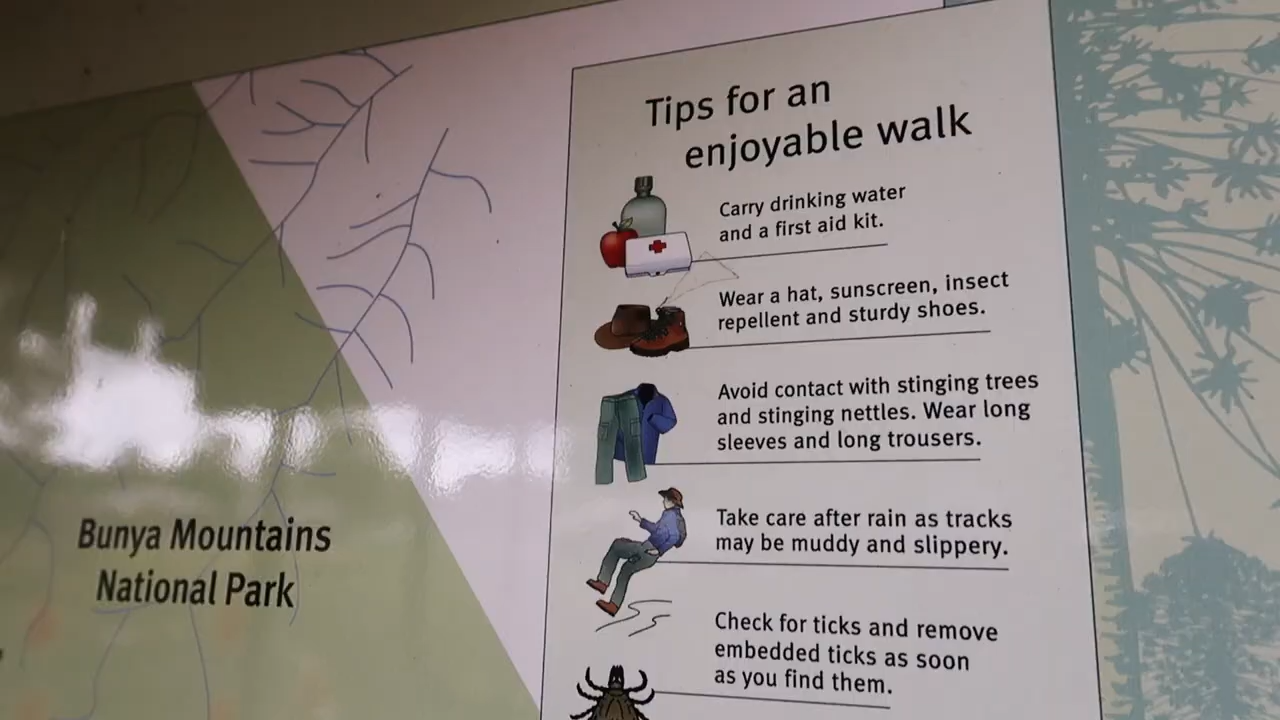 Tips for an
enjoyable walk
Carry drinking water
and a first aid kit.
Wear a hat, sunscreen, insect
repellent and sturdy shoes.
Avoid contact with stinging trees
and stinging nettles. Wear long
sleeves and long trousers.
Take care after rain as tracks
may be muddy and slippery.
Check for ticks and remove
embedded ticks as soon
as you find them.
Bunya Mountains
National Park